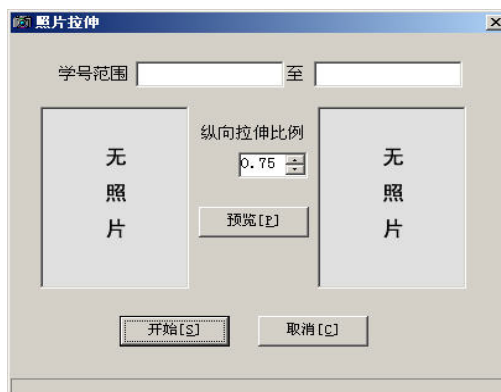 照片拉伸
学号范围 至
纵向拉伸比例
0.75
无
照
片
无
照
片
预览[P]
开始[S] 取消[C]